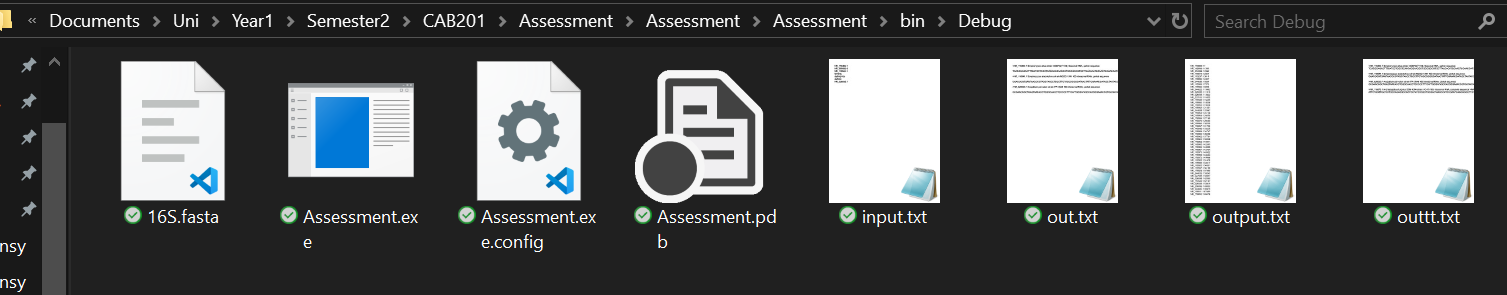 « Documents > Uni > Year1 > Semester2 > CAB201 > Assessment > Assessment > Assessment > bin > Debug
Search Debug
16S.fasta
Assessment.ex
e
Assessment.ex
e.config
Assessment.pd
b
input.txt
out.txt
output.txt
outtt.txt
nsy
nsy